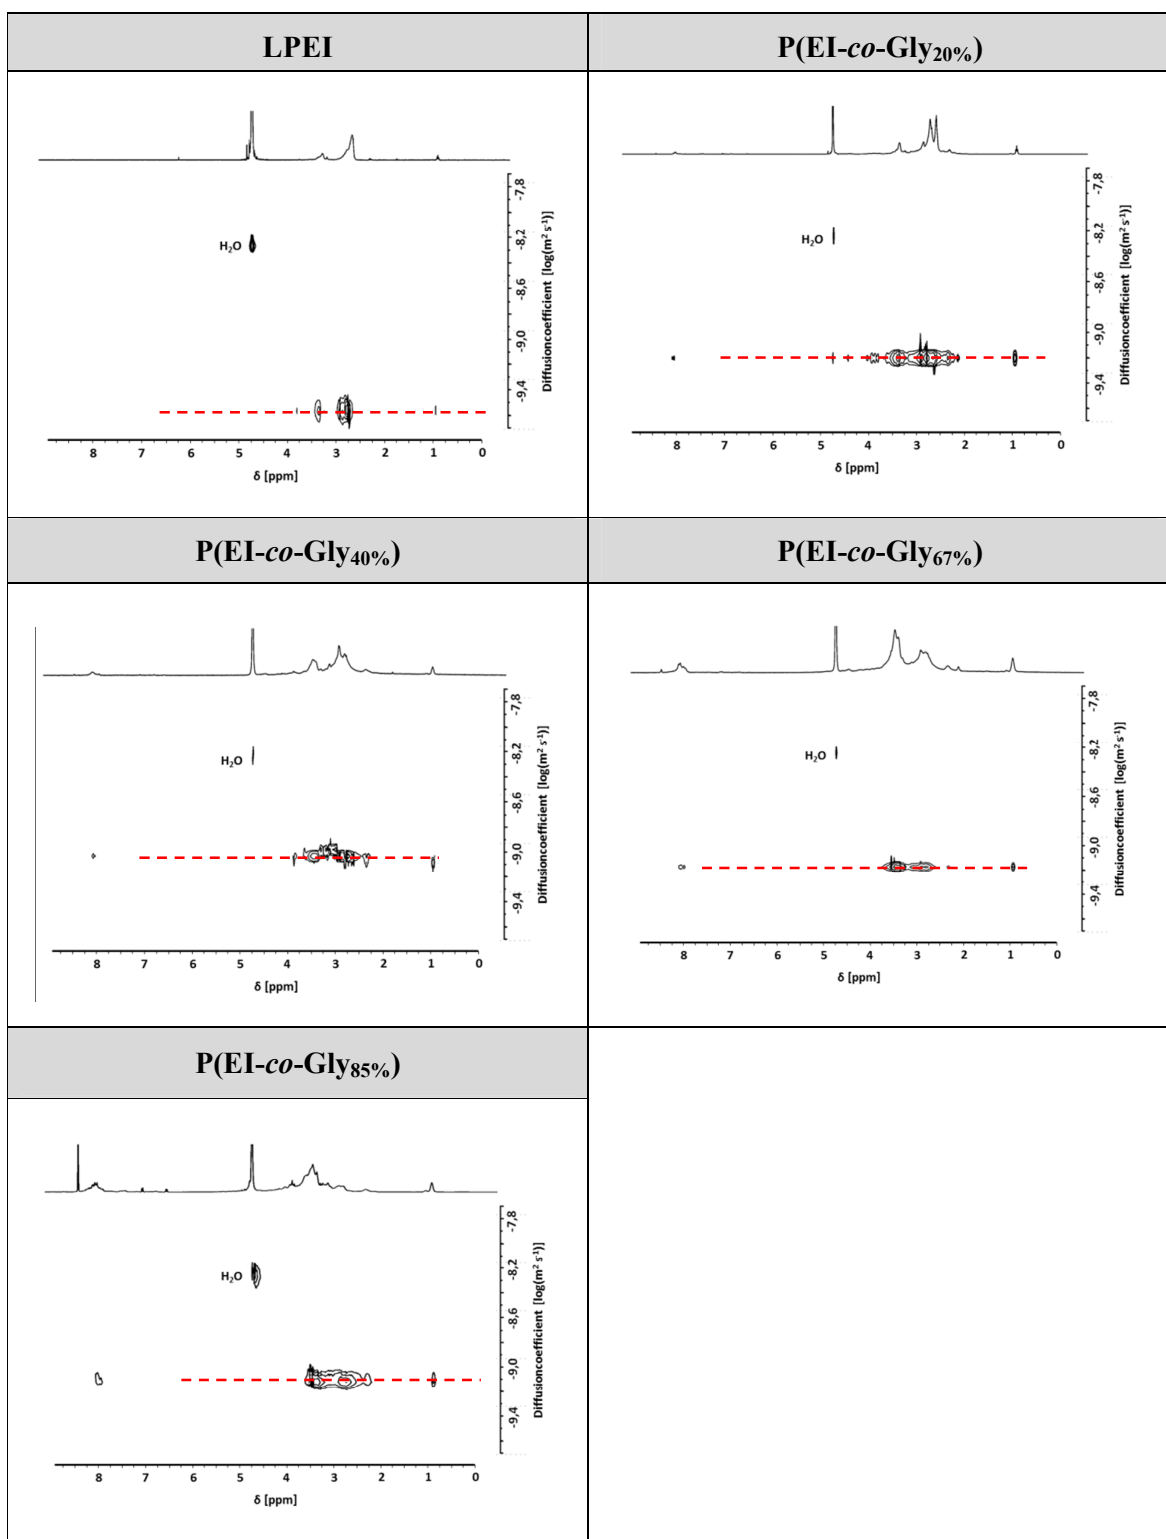 LPEI
P(EI-co-Gly20%)
H2O
-7,8
-8,2
-8,6
-9,0
-9,4
Diffusioncoefficient [log(m² s⁻¹)]
8 7 6 5 4 3 2 1 0
δ [ppm]
H2O
-7,8
-8,2
-8,6
-9,0
-9,4
Diffusioncoefficient [log(m² s⁻¹)]
8 7 6 5 4 3 2 1 0
δ [ppm]
P(EI-co-Gly40%)
P(EI-co-Gly67%)
H2O
-7,8
-8,2
-8,6
-9,0
-9,4
Diffusioncoefficient [log(m² s⁻¹)]
8 7 6 5 4 3 2 1 0
δ [ppm]
H2O
-7,8
-8,2
-8,6
-9,0
-9,4
Diffusioncoefficient [log(m² s⁻¹)]
8 7 6 5 4 3 2 1 0
δ [ppm]
P(EI-co-Gly85%)
H2O
-7,8
-8,2
-8,6
-9,0
-9,4
Diffusioncoefficient [log(m² s⁻¹)]
8 7 6 5 4 3 2 1 0
δ [ppm]